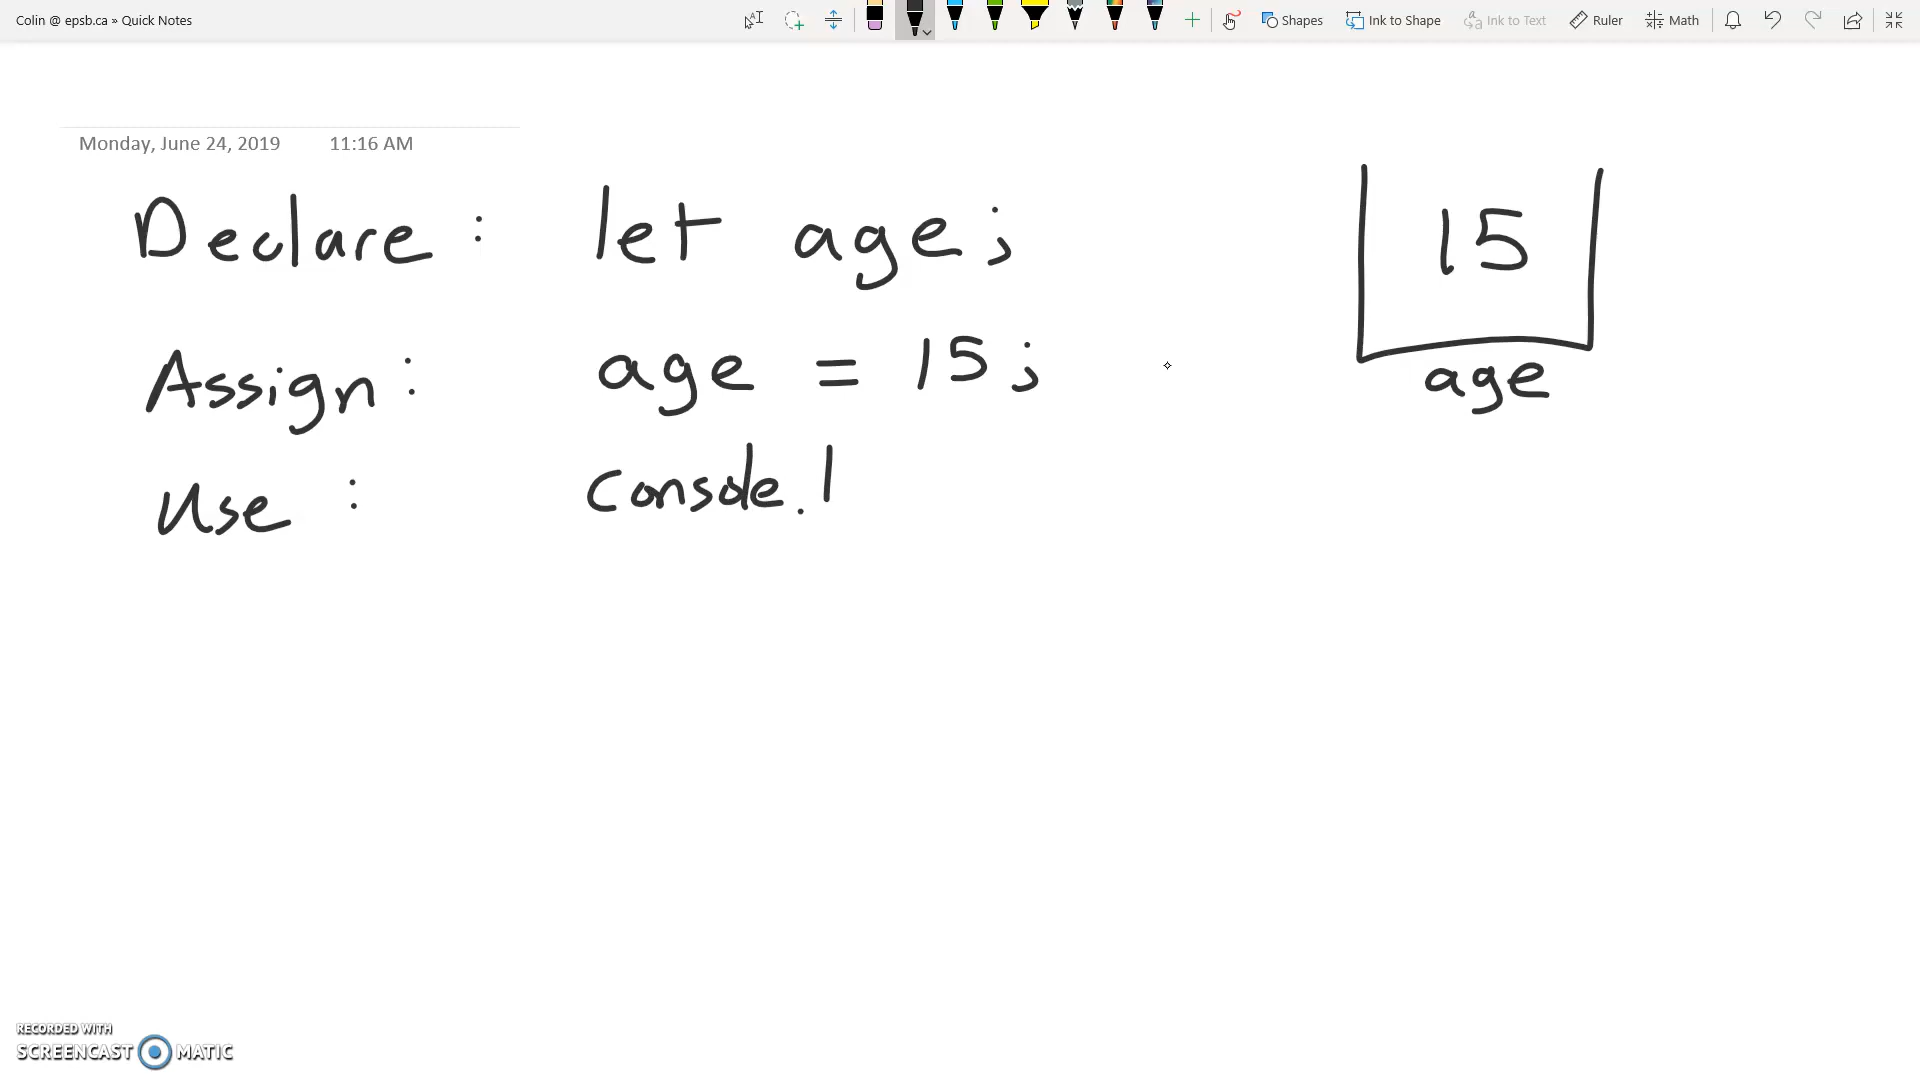 Colin @ epsb.ca » Quick Notes
Shapes Ink to Shape Ink to Text Ruler Math
Monday, June 24, 2019 11:16 AM
Declare : let age;
15
Assign : age = 15;
age
Use : console.l
RECORDED WITH
SCREENCAST MATIC